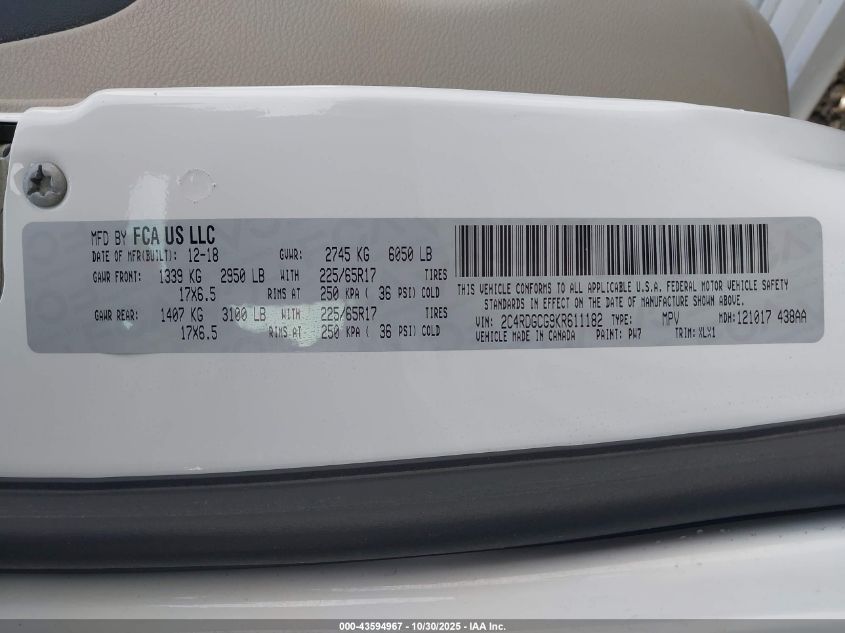 MFD BY FCA US LLC
DATE OF MFR(BUILT): 12-18 GVWR: 2745 KG 6050 LB
GAWR FRONT: 1339 KG 2950 LB WITH 225/65R17 TIRES
17X6.5 RIMS AT 250 KPA ( 36 PSI) COLD
GAWR REAR: 1407 KG 3100 LB WITH 225/65R17 TIRES
17X6.5 RIMS AT 250 KPA ( 36 PSI) COLD
THIS VEHICLE CONFORMS TO ALL APPLICABLE U.S.A. FEDERAL MOTOR VEHICLE SAFETY
STANDARDS IN EFFECT ON THE DATE OF MANUFACTURE SHOWN ABOVE.
VIN: 2C4RDGCG9KR611182 TYPE: MPV MDH: 121017 438AA
VEHICLE MADE IN CANADA PAINT: PW7 TRIM: XLX1
000-43594967 - 10/30/2025 - IAA Inc.